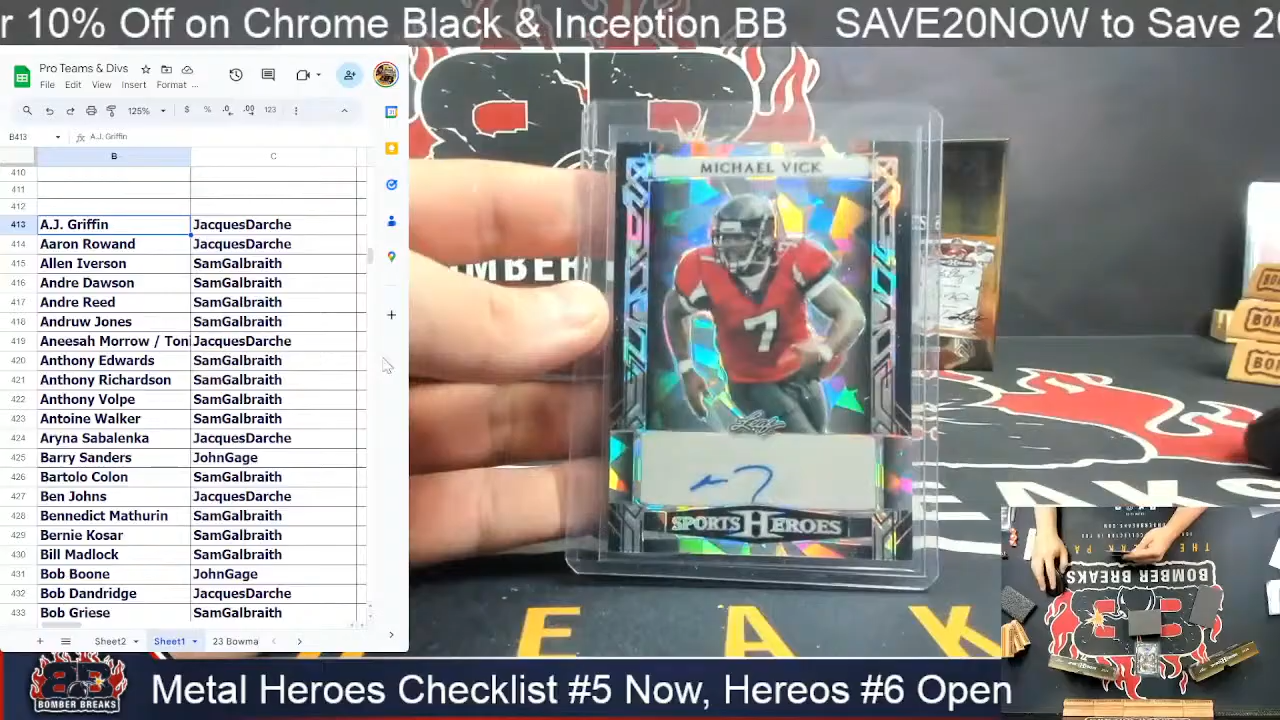 r 10% Off on Chrome Black & Inception BB SAVE20NOW to Save 2
Pro Teams & Divs
File Edit View Insert Format ...
125% $ % .0 .00 123
B413 fx A.J. Griffin
B C
410
411
412
413 A.J. Griffin JacquesDarche
414 Aaron Rowand JacquesDarche
415 Allen Iverson SamGalbraith
416 Andre Dawson SamGalbraith
417 Andre Reed SamGalbraith
418 Andruw Jones SamGalbraith
419 Aneesah Morrow / Ton JacquesDarche
420 Anthony Edwards SamGalbraith
421 Anthony Richardson SamGalbraith
422 Anthony Volpe SamGalbraith
423 Antoine Walker SamGalbraith
424 Aryna Sabalenka JacquesDarche
425 Barry Sanders JohnGage
426 Bartolo Colon SamGalbraith
427 Ben Johns JacquesDarche
428 Bennedict Mathurin SamGalbraith
429 Bernie Kosar SamGalbraith
430 Bill Madlock SamGalbraith
431 Bob Boone JohnGage
432 Bob Dandridge JacquesDarche
433 Bob Griese SamGalbraith
Sheet2 Sheet1 23 Bowma
MICHAEL VICK
7
Leaf
SPORTS HEROES
MBER
EAKS
E A K
BOMBER BREAKS
BOMBER BREAKS
Metal Heroes Checklist #5 Now, Hereos #6 Open